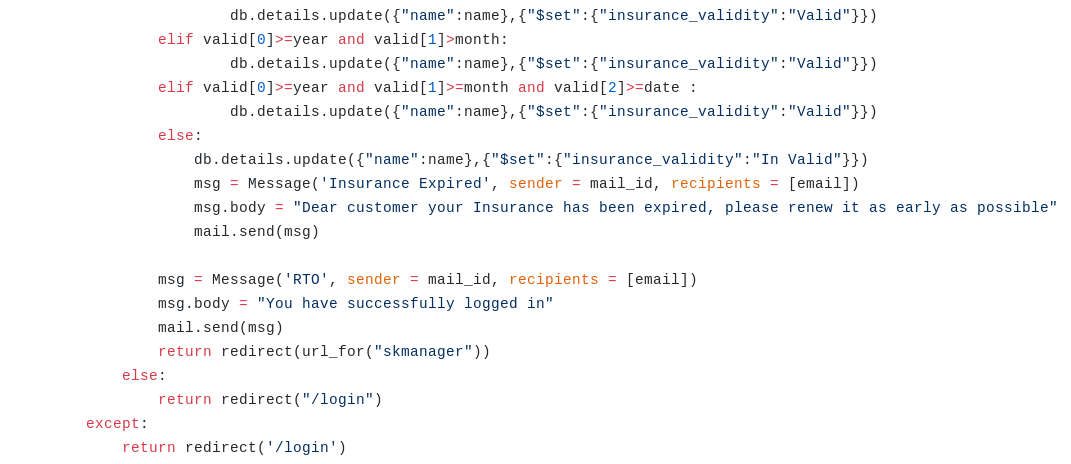 db.details.update({"name":name},{"$set":{"insurance_validity":"Valid"}})
elif valid[0]>=year and valid[1]>month:
db.details.update({"name":name},{"$set":{"insurance_validity":"Valid"}})
elif valid[0]>=year and valid[1]>=month and valid[2]>=date :
db.details.update({"name":name},{"$set":{"insurance_validity":"Valid"}})
else:
db.details.update({"name":name},{"$set":{"insurance_validity":"In Valid"}})
msg = Message('Insurance Expired', sender = mail_id, recipients = [email])
msg.body = "Dear customer your Insurance has been expired, please renew it as early as possible"
mail.send(msg)
msg = Message('RTO', sender = mail_id, recipients = [email])
msg.body = "You have successfully logged in"
mail.send(msg)
return redirect(url_for("skmanager"))
else:
return redirect("/login")
except:
return redirect('/login')